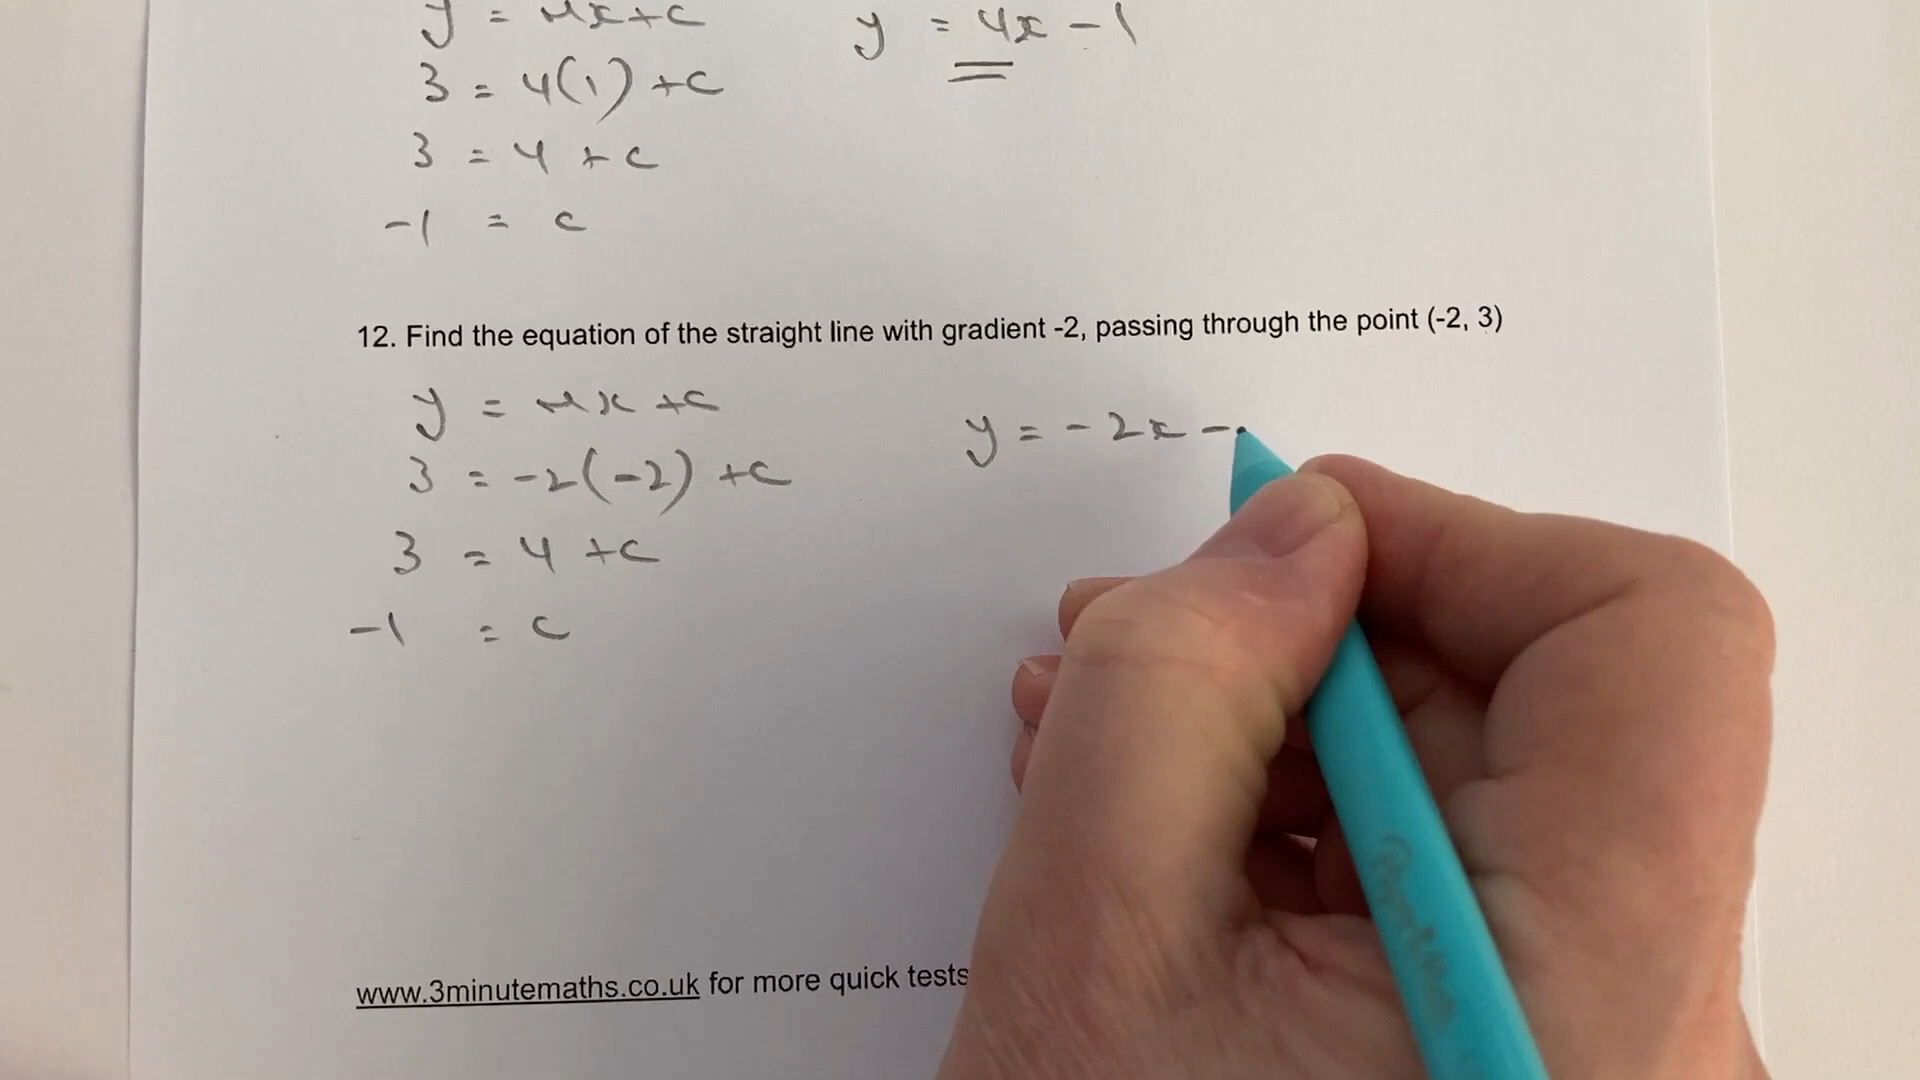 y = mx + c
y = 4x - 1
3 = 4(1) + c
3 = 4 + c
-1 = c
12. Find the equation of the straight line with gradient -2, passing through the point (-2, 3)
y = mx + c
3 = -2(-2) + c
3 = 4 + c
-1 = c
y = -2x -
www.3minutemaths.co.uk for more quick tests